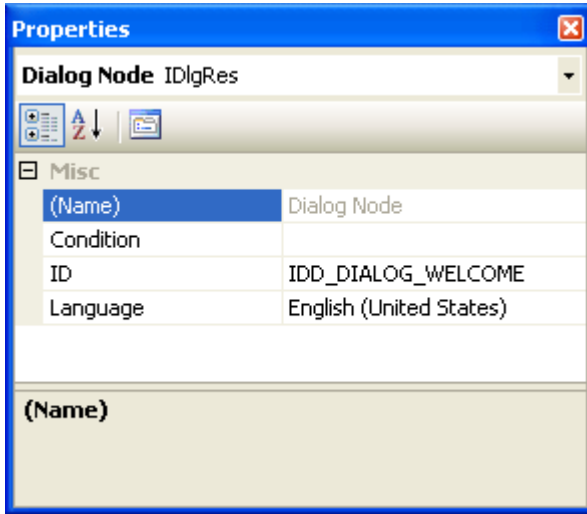 Properties
Dialog Node IDlgRes
A
Z
Misc
(Name) Dialog Node
Condition
ID IDD_DIALOG_WELCOME
Language English (United States)
(Name)